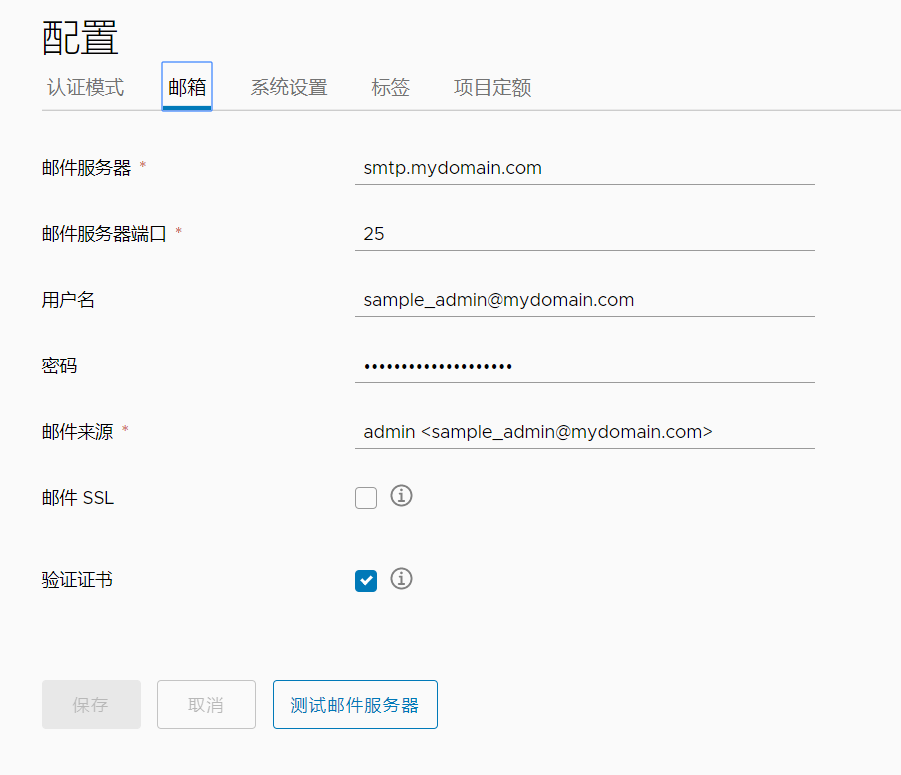 配置
认证模式 邮箱 系统设置 标签 项目定额
邮件服务器 * smtp.mydomain.com
邮件服务器端口 * 25
用户名 sample_admin@mydomain.com
密码 ••••••••••••••••••••
邮件来源 * admin <sample_admin@mydomain.com>
邮件 SSL
验证证书
保存 取消 测试邮件服务器